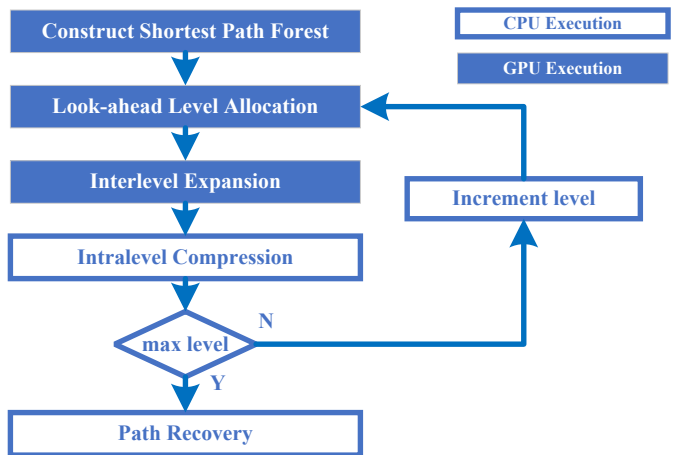 Construct Shortest Path Forest
CPU Execution
GPU Execution
Look-ahead Level Allocation
Interlevel Expansion
Increment level
Intralevel Compression
N
max level
Y
Path Recovery